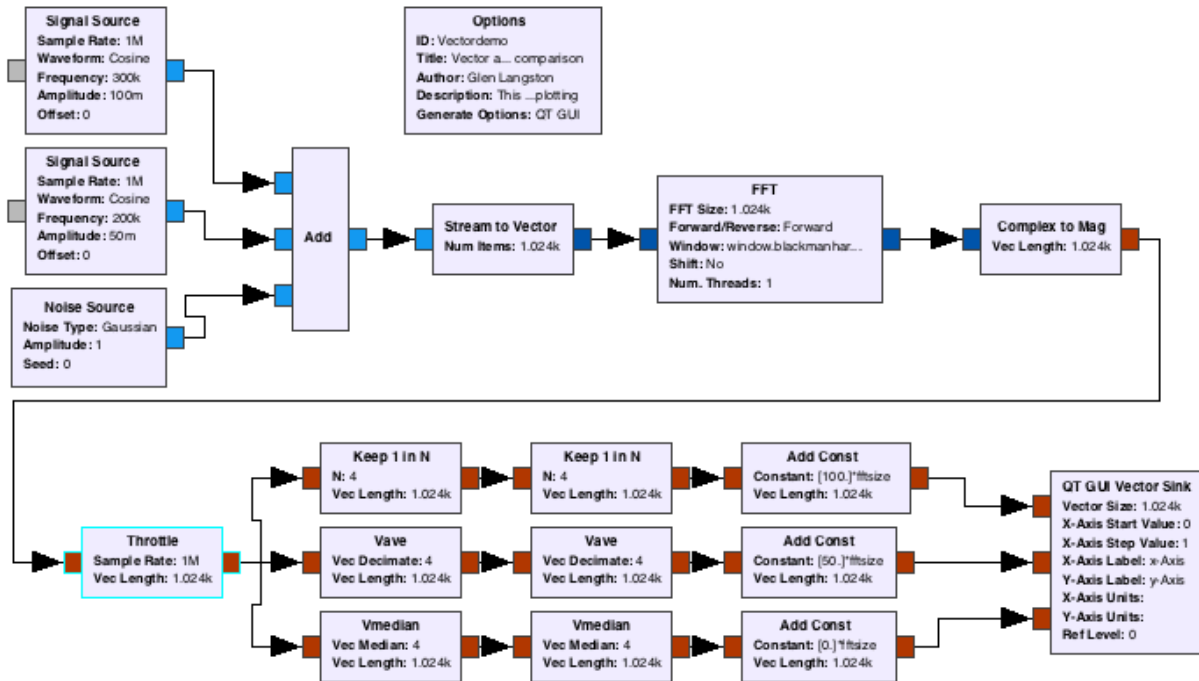 Signal Source
Sample Rate: 1M
Waveform: Cosine
Frequency: 300k
Amplitude: 100m
Offset: 0
Options
ID: Vectordemo
Title: Vector a... comparison
Author: Glen Langston
Description: This ...plotting
Generate Options: QT GUI
Signal Source
Sample Rate: 1M
Waveform: Cosine
Frequency: 200k
Amplitude: 50m
Offset: 0
Noise Source
Noise Type: Gaussian
Amplitude: 1
Seed: 0
Add
Stream to Vector
Num Items: 1.024k
FFT
FFT Size: 1.024k
Forward/Reverse: Forward
Window: window.blackmanhar...
Shift: No
Num. Threads: 1
Complex to Mag
Vec Length: 1.024k
Throttle
Sample Rate: 1M
Vec Length: 1.024k
Keep 1 in N
N: 4
Vec Length: 1.024k
Keep 1 in N
N: 4
Vec Length: 1.024k
Add Const
Constant: [100.]*fftsize
Vec Length: 1.024k
Vave
Vec Decimate: 4
Vec Length: 1.024k
Vave
Vec Decimate: 4
Vec Length: 1.024k
Add Const
Constant: [50.]*fftsize
Vec Length: 1.024k
Vmedian
Vec Median: 4
Vec Length: 1.024k
Vmedian
Vec Median: 4
Vec Length: 1.024k
Add Const
Constant: [0.]*fftsize
Vec Length: 1.024k
QT GUI Vector Sink
Vector Size: 1.024k
X-Axis Start Value: 0
X-Axis Step Value: 1
X-Axis Label: x-Axis
Y-Axis Label: y-Axis
X-Axis Units:
Y-Axis Units:
Ref Level: 0